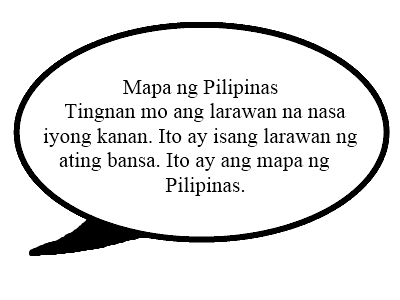 Mapa ng Pilipinas
Tingnan mo ang larawan na nasa
iyong kanan. Ito ay isang larawan ng
ating bansa. Ito ay ang mapa ng
Pilipinas.